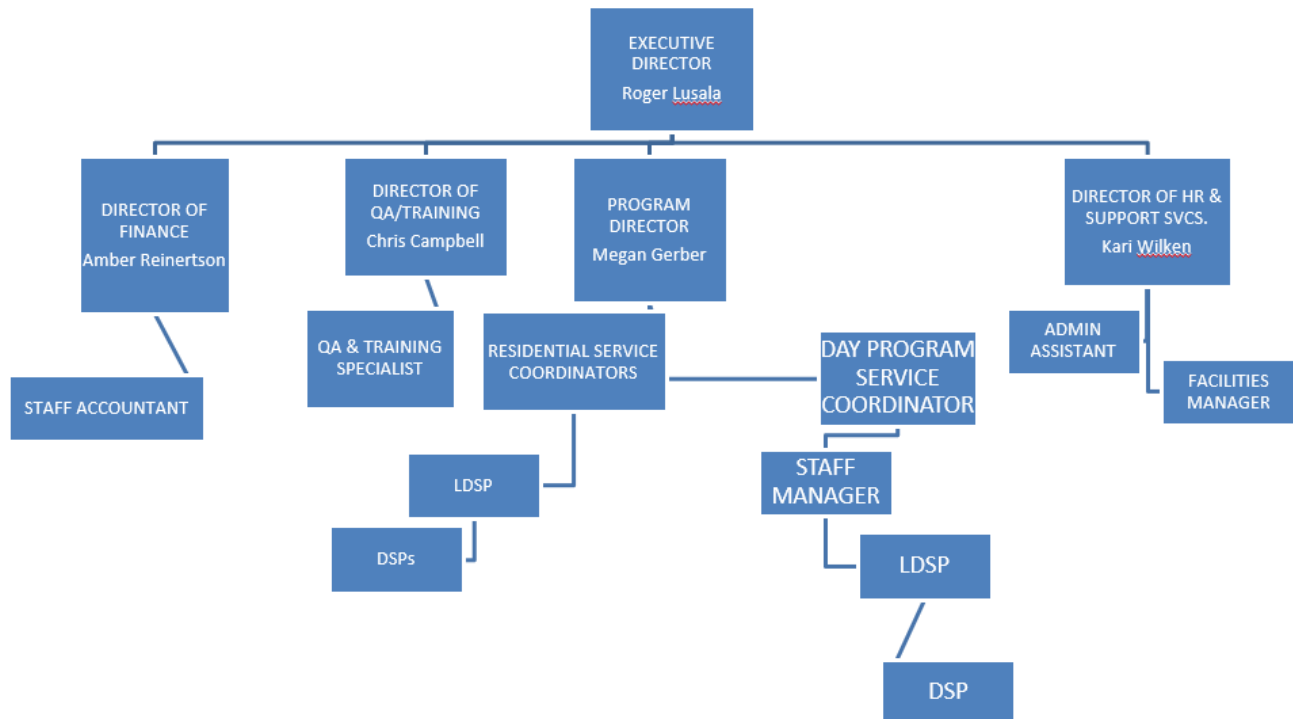 EXECUTIVE
DIRECTOR
Roger Lusala
DIRECTOR OF
FINANCE
Amber Reinertson
DIRECTOR OF
QA/TRAINING
Chris Campbell
PROGRAM
DIRECTOR
Megan Gerber
DIRECTOR OF HR &
SUPPORT SVCS.
Kari Wilken
STAFF ACCOUNTANT
QA & TRAINING
SPECIALIST
RESIDENTIAL SERVICE
COORDINATORS
DAY PROGRAM
SERVICE
COORDINATOR
ADMIN
ASSISTANT
FACILITIES
MANAGER
LDSP
DSPs
STAFF
MANAGER
LDSP
DSP